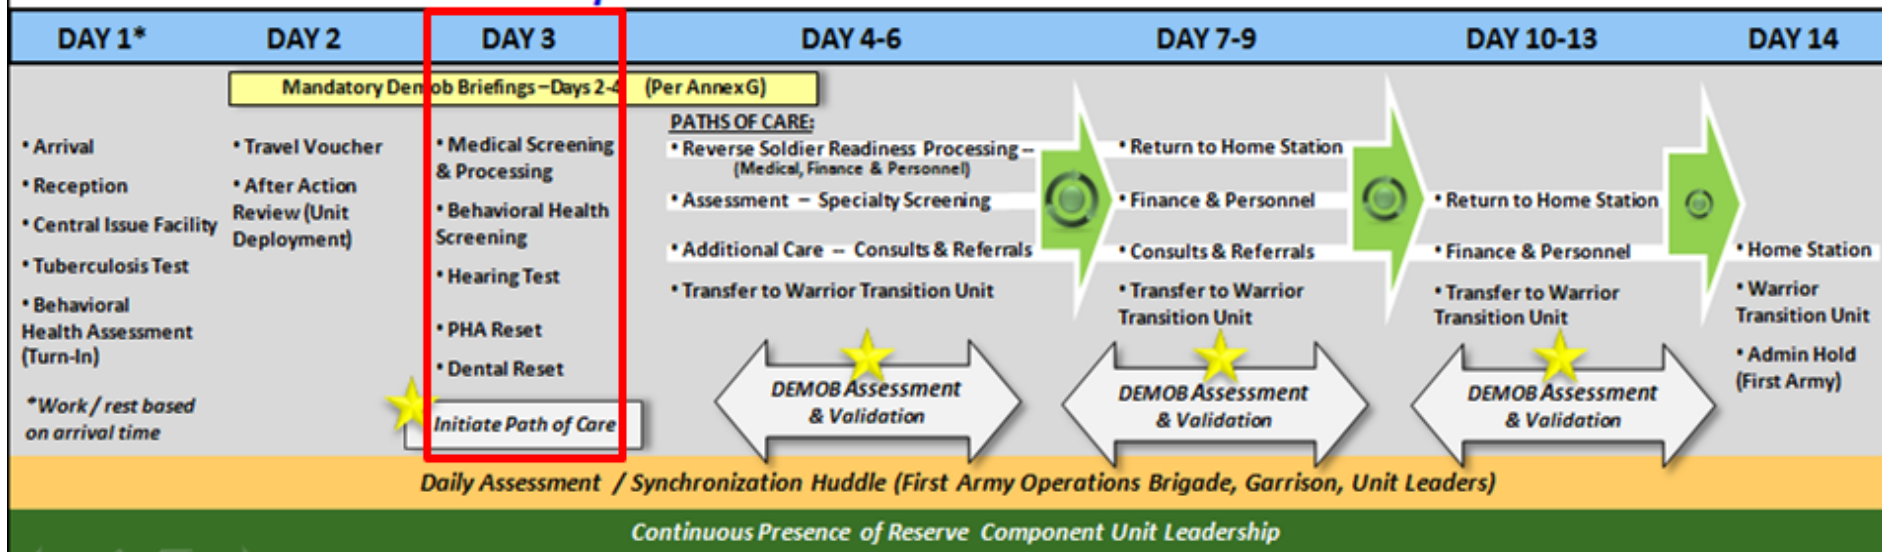 DAY 1*
DAY 2
DAY 3
DAY 4-6
DAY 7-9
DAY 10-13
DAY 14
Mandatory Demob Briefings –Days 2-4 (Per Annex G)
• Arrival
• Reception
• Central Issue Facility
• Tuberculosis Test
• Behavioral
Health Assessment
(Turn-In)
*Work / rest based
on arrival time
• Travel Voucher
• After Action
Review (Unit
Deployment)
• Medical Screening
& Processing
• Behavioral Health
Screening
• Hearing Test
• PHA Reset
• Dental Reset
Initiate Path of Care
PATHS OF CARE:
• Reverse Soldier Readiness Processing --
(Medical, Finance & Personnel)
• Assessment – Specialty Screening
• Additional Care -- Consults & Referrals
• Transfer to Warrior Transition Unit
DEMOB Assessment
& Validation
• Return to Home Station
• Finance & Personnel
• Consults & Referrals
• Transfer to Warrior
Transition Unit
DEMOB Assessment
& Validation
• Return to Home Station
• Finance & Personnel
• Transfer to Warrior
Transition Unit
DEMOB Assessment
& Validation
• Home Station
• Warrior
Transition Unit
• Admin Hold
(First Army)
Daily Assessment / Synchronization Huddle (First Army Operations Brigade, Garrison, Unit Leaders)
Continuous Presence of Reserve Component Unit Leadership